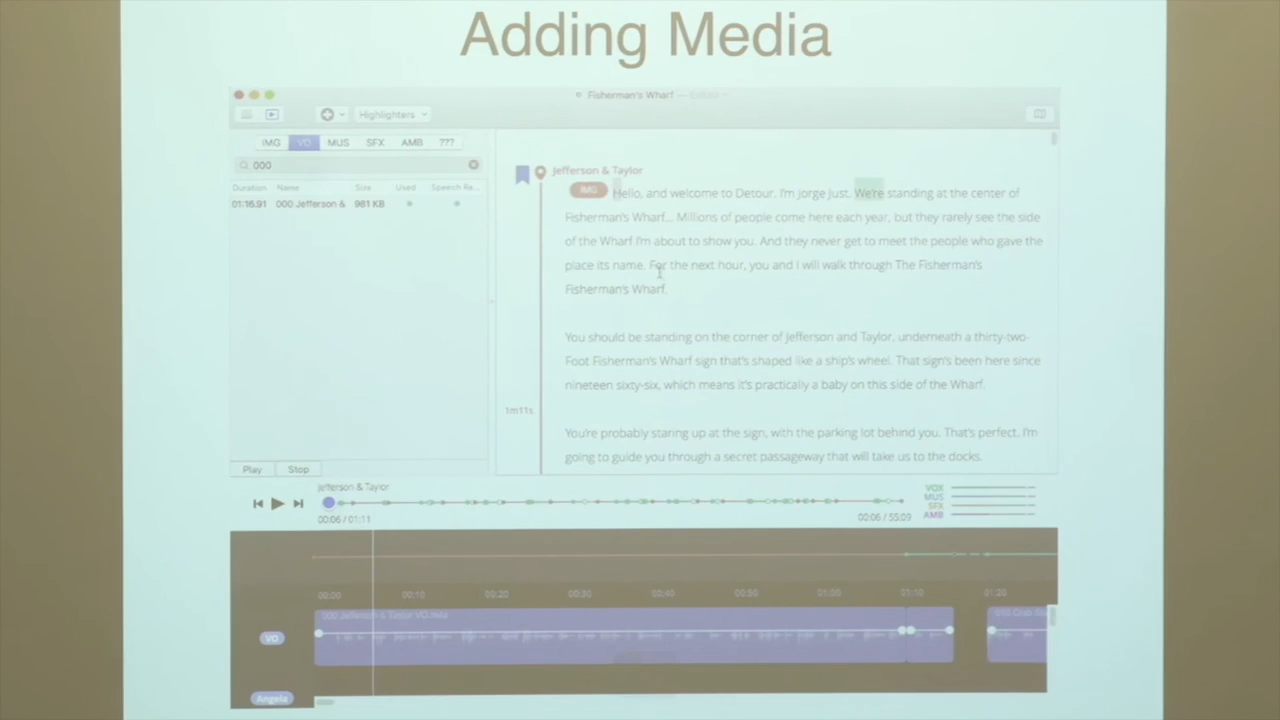 Adding Media
Fisherman's Wharf — Edited
Highlighters
IMG VO MUS SFX AMB ???
000
Duration Name Size Used Speech Re...
01:16.91 000 Jefferson & 961 KB
Play Stop
Jefferson & Taylor
IMG Hello, and welcome to Detour. I'm Jorge Just. We're standing at the center of
Fisherman's Wharf... Millions of people come here each year, but they rarely see the side
of the Wharf I'm about to show you. And they never get to meet the people who gave the
place its name. For the next hour, you and I will walk through The Fisherman's
Fisherman's Wharf.
You should be standing on the corner of Jefferson and Taylor, underneath a thirty-two-
Foot Fisherman's Wharf sign that's shaped like a ship's wheel. That sign's been here since
nineteen sixty-six, which means it's practically a baby on this side of the Wharf.
1m11s
You're probably staring up at the sign, with the parking lot behind you. That's perfect. I'm
going to guide you through a secret passageway that will take us to the docks.
Jefferson & Taylor
00:06 / 01:11
00:06 / 55:09
VOX
MUS
SFX
AMB
00:00 00:10 00:20 00:30 00:40 00:50 01:00 01:10 01:20
000 Jefferson & Taylor VO
VO
Angela